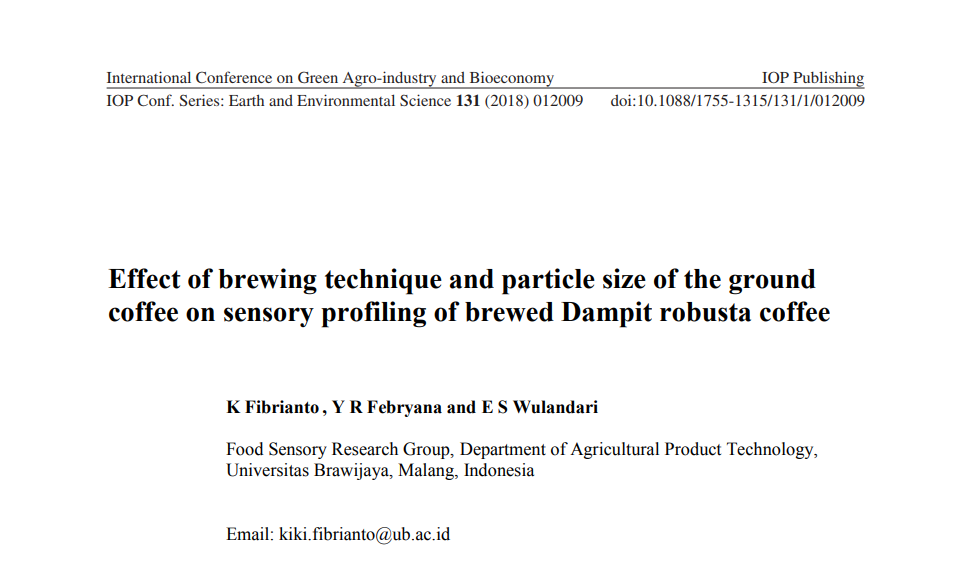 International Conference on Green Agro-industry and Bioeconomy IOP Publishing
IOP Conf. Series: Earth and Environmental Science 131 (2018) 012009 doi:10.1088/1755-1315/131/1/012009
Effect of brewing technique and particle size of the ground
coffee on sensory profiling of brewed Dampit robusta coffee
K Fibrianto , Y R Febryana and E S Wulandari
Food Sensory Research Group, Department of Agricultural Product Technology,
Universitas Brawijaya, Malang, Indonesia
Email: kiki.fibrianto@ub.ac.id